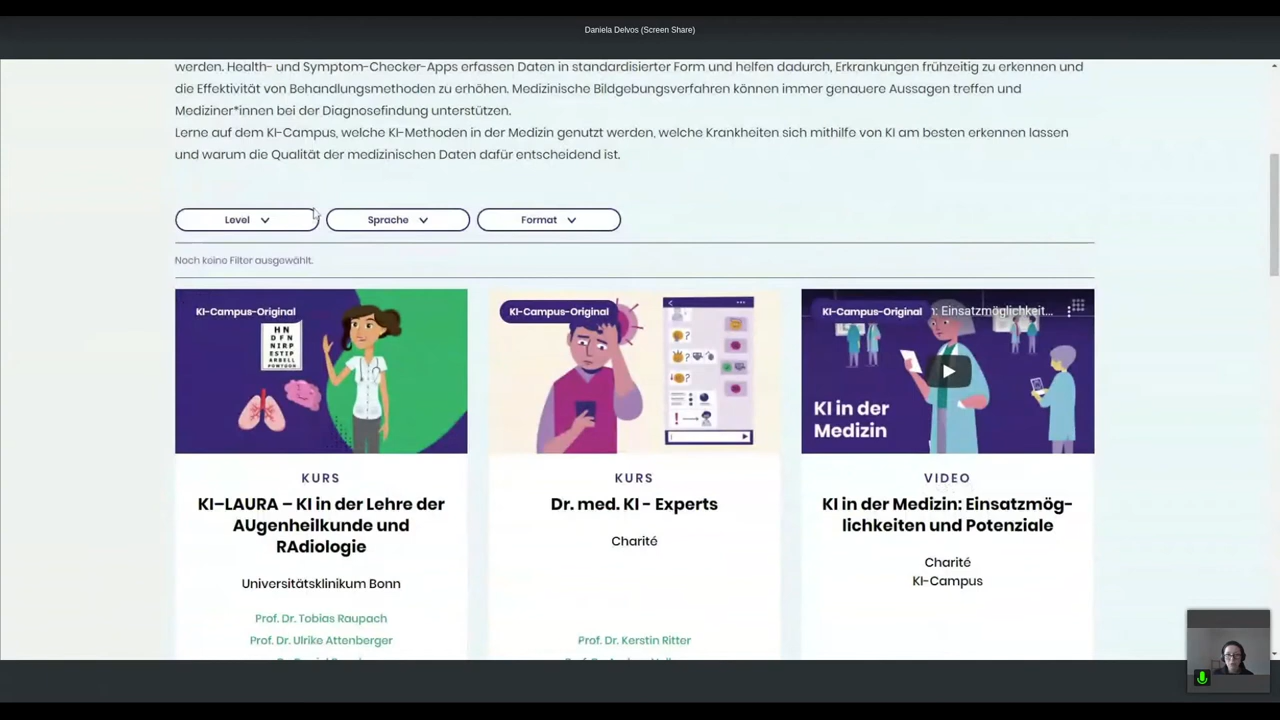 Daniela Delvos (Screen Share)
werden. Health- und Symptom-Checker-Apps erfassen Daten in standardisierter Form und helfen dadurch, Erkrankungen frühzeitig zu erkennen und
die Effektivität von Behandlungsmethoden zu erhöhen. Medizinische Bildgebungsverfahren können immer genauere Aussagen treffen und
Mediziner*innen bei der Diagnosefindung unterstützen.
Lerne auf dem KI-Campus, welche KI-Methoden in der Medizin genutzt werden, welche Krankheiten sich mithilfe von KI am besten erkennen lassen
und warum die Qualität der medizinischen Daten dafür entscheidend ist.
Level Sprache Format
Noch keine Filter ausgewählt.
KI-Campus-Original
HN
DFN
NIRP
ESTIP
ARBELL
KURS
KI–LAURA – KI in der Lehre der
AUgenheilkunde und
RAdiologie
Universitätsklinikum Bonn
Prof. Dr. Tobias Raupach
Prof. Dr. Ulrike Attenberger
KI-Campus-Original
KURS
Dr. med. KI - Experts
Charité
Prof. Dr. Kerstin Ritter
KI-Campus-Original
: Einsatzmöglichkeit...
KI in der
Medizin
VIDEO
KI in der Medizin: Einsatzmög-
lichkeiten und Potenziale
Charité
KI-Campus